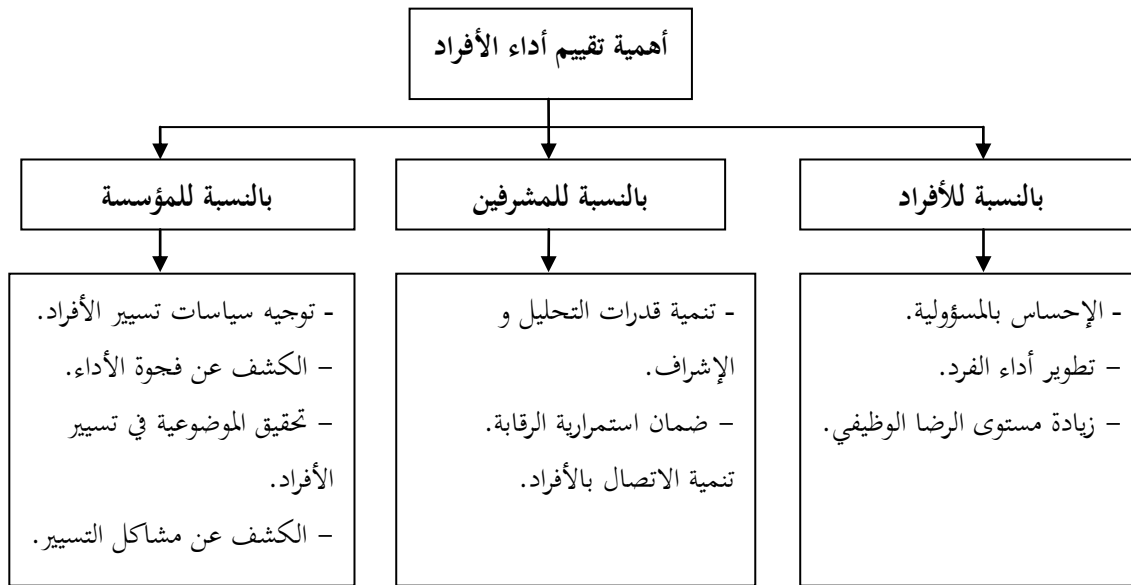 أهمية تقييم أداء الأفراد
بالنسبة للأفراد
بالنسبة للمشرفين
بالنسبة للمؤسسة
- الإحساس بالمسؤولية.
– تطوير أداء الفرد.
– زيادة مستوى الرضا الوظيفي.
- تنمية قدرات التحليل و
الإشراف.
– ضمان استمرارية الرقابة.
تنمية الاتصال بالأفراد.
- توجيه سياسات تسيير الأفراد.
– الكشف عن فجوة الأداء.
– تحقيق الموضوعية في تسيير
الأفراد.
– الكشف عن مشاكل التسيير.